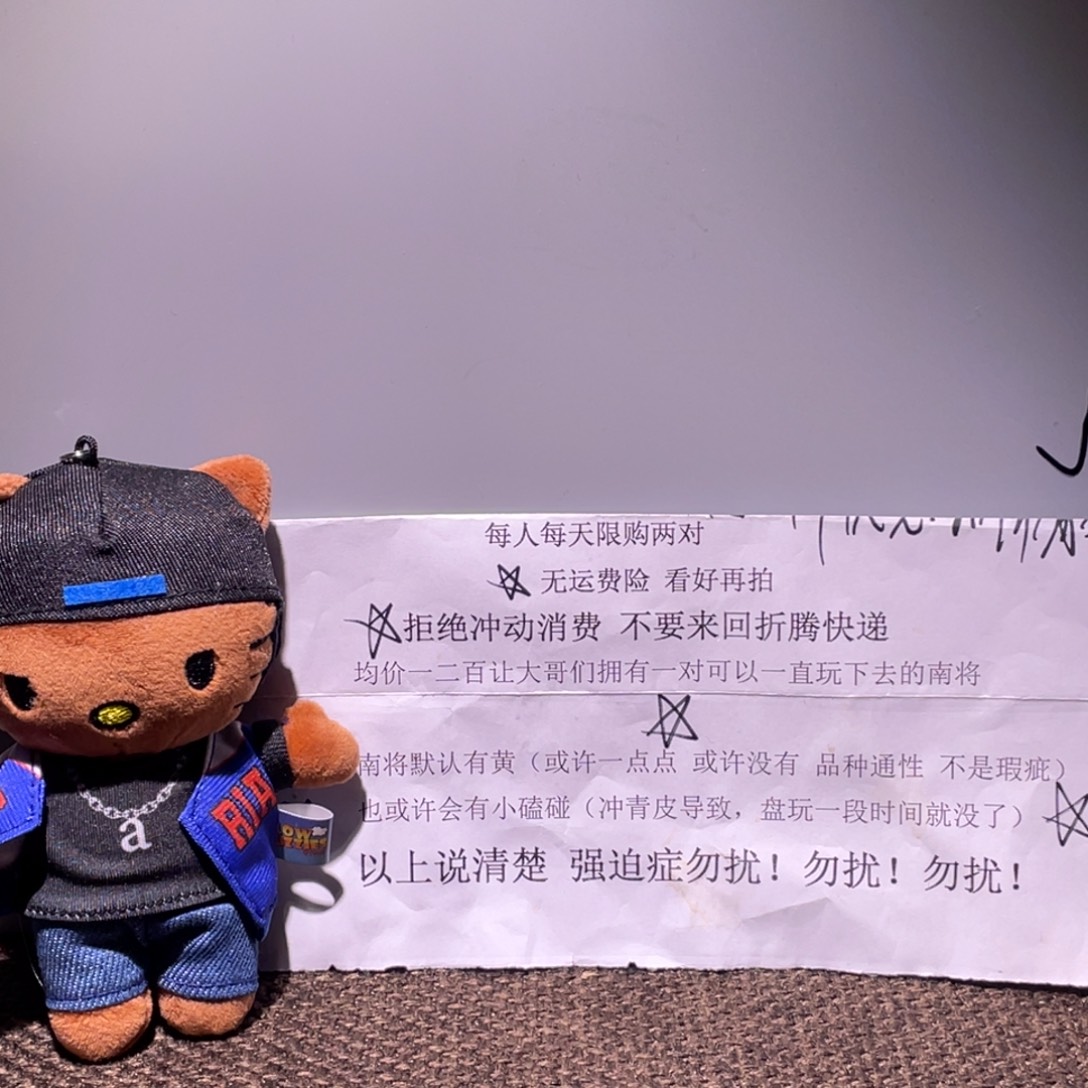 每人每天限购两对
无运费险 看好再拍
拒绝冲动消费 不要来回折腾快递
均价一二百让大哥们拥有一对可以一直玩下去的南将
南将默认有黄（或许一点点 或许没有 品种通性 不是瑕疵）
也或许会有小磕碰（冲青皮导致，盘玩一段时间就没了）
以上说清楚 强迫症勿扰！勿扰！勿扰！
a
RIA